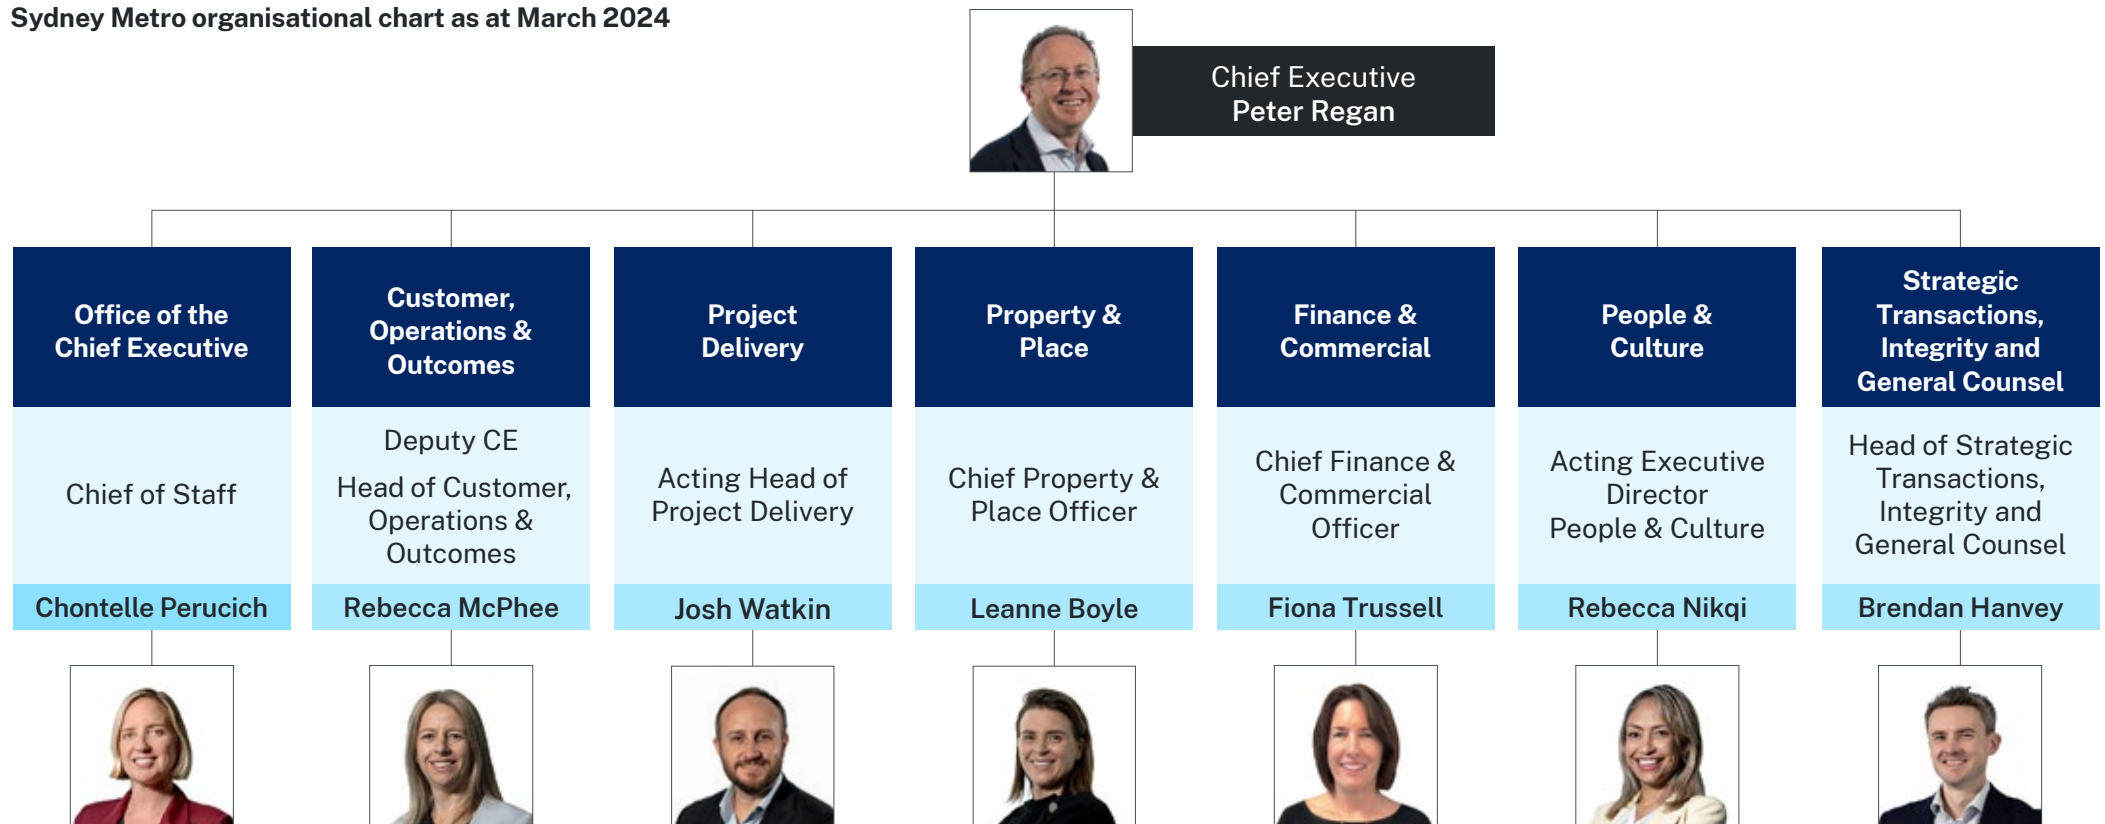 Sydney Metro organisational chart as at March 2024
Chief Executive
Peter Regan
Office of the
Chief Executive
Chief of Staff
Chontelle Perucich
Customer,
Operations &
Outcomes
Deputy CE
Head of Customer,
Operations &
Outcomes
Rebecca McPhee
Project
Delivery
Acting Head of
Project Delivery
Josh Watkin
Property &
Place
Chief Property &
Place Officer
Leanne Boyle
Finance &
Commercial
Chief Finance &
Commercial
Officer
Fiona Trussell
People &
Culture
Acting Executive
Director
People & Culture
Rebecca Nikqi
Strategic
Transactions,
Integrity and
General Counsel
Head of Strategic
Transactions,
Integrity and
General Counsel
Brendan Hanvey